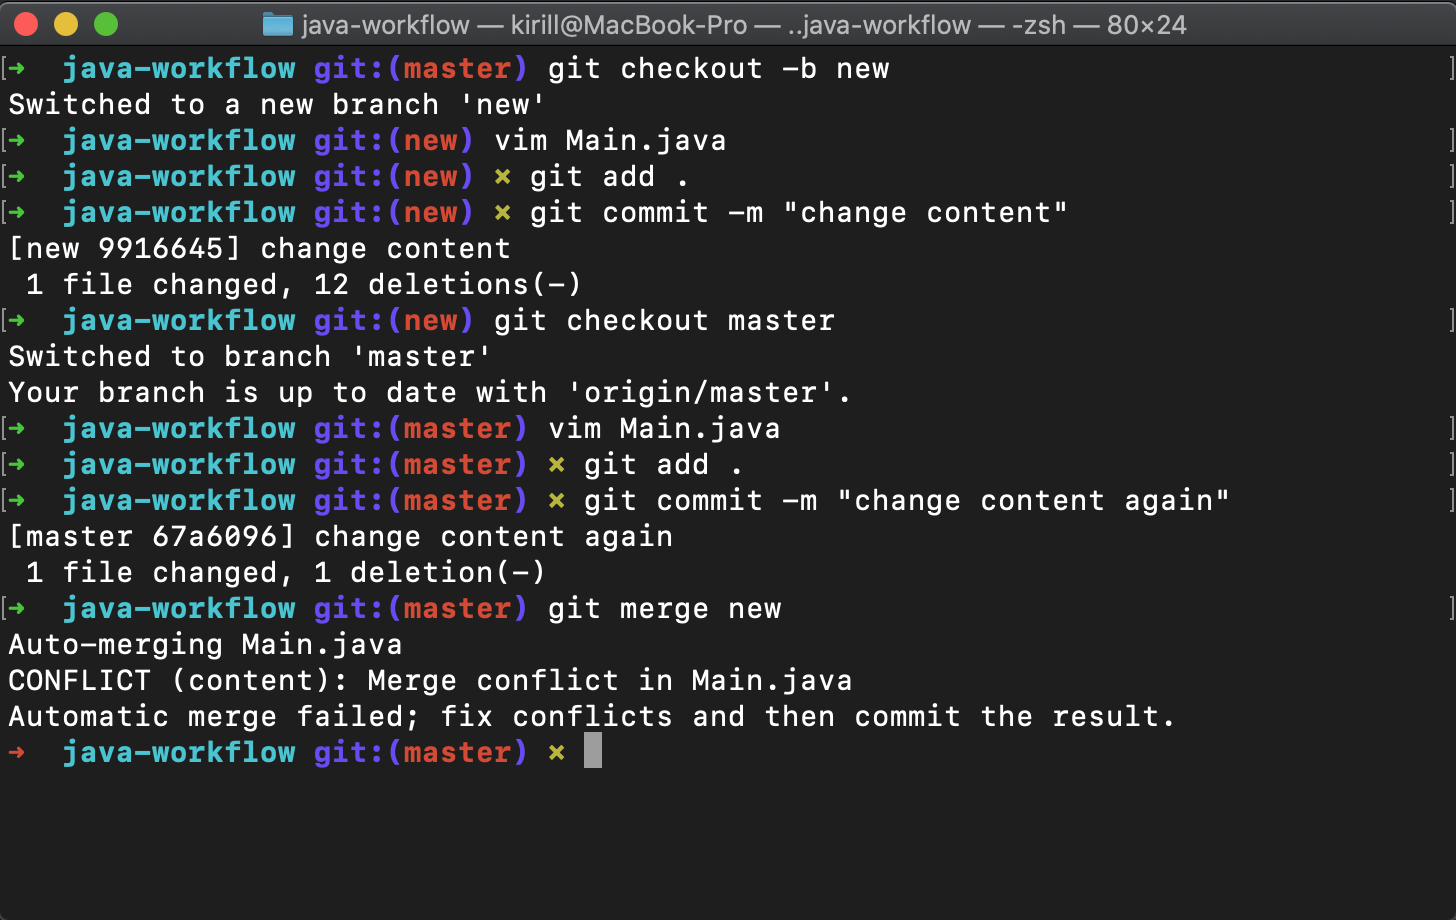 java-workflow — kirill@MacBook-Pro — ..java-workflow — -zsh — 80×24
[➜  java-workflow git:(master) git checkout -b new ]
Switched to a new branch 'new'
[➜  java-workflow git:(new) vim Main.java ]
[➜  java-workflow git:(new) ✗ git add . ]
[➜  java-workflow git:(new) ✗ git commit -m "change content" ]
[new 9916645] change content
 1 file changed, 12 deletions(-)
[➜  java-workflow git:(new) git checkout master ]
Switched to branch 'master'
Your branch is up to date with 'origin/master'.
[➜  java-workflow git:(master) vim Main.java ]
[➜  java-workflow git:(master) ✗ git add . ]
[➜  java-workflow git:(master) ✗ git commit -m "change content again" ]
[master 67a6096] change content again
 1 file changed, 1 deletion(-)
[➜  java-workflow git:(master) git merge new ]
Auto-merging Main.java
CONFLICT (content): Merge conflict in Main.java
Automatic merge failed; fix conflicts and then commit the result.
➜  java-workflow git:(master) ✗